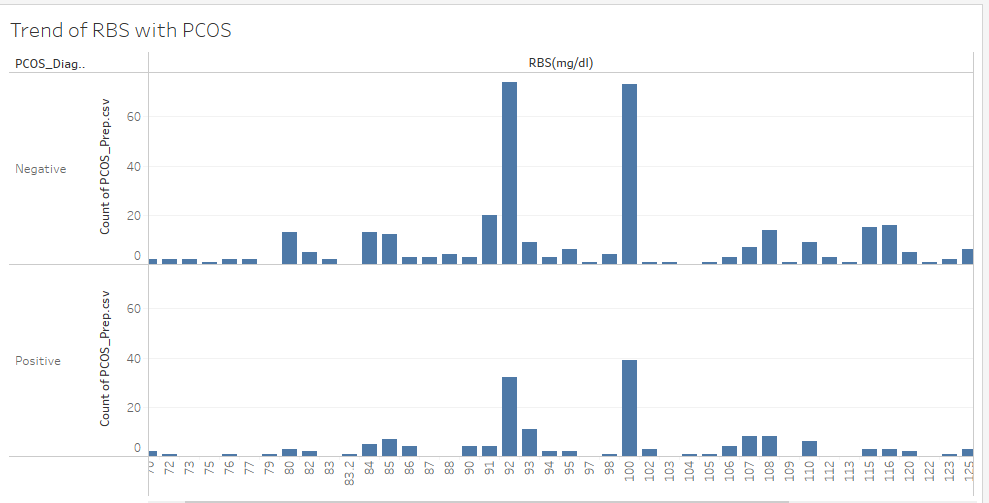 Trend of RBS with PCOS
PCOS_Diag..
RBS(mg/dl)
Negative
Count of PCOS_Prep.csv
60
40
20
0
Positive
Count of PCOS_Prep.csv
60
40
20
0
72 73 75 76 77 79 80 82 83 83.2 84 85 86 87 88 90 91 92 93 94 95 97 98 100 102 103 104 105 106 107 108 109 110 112 113 115 116 120 122 123 125